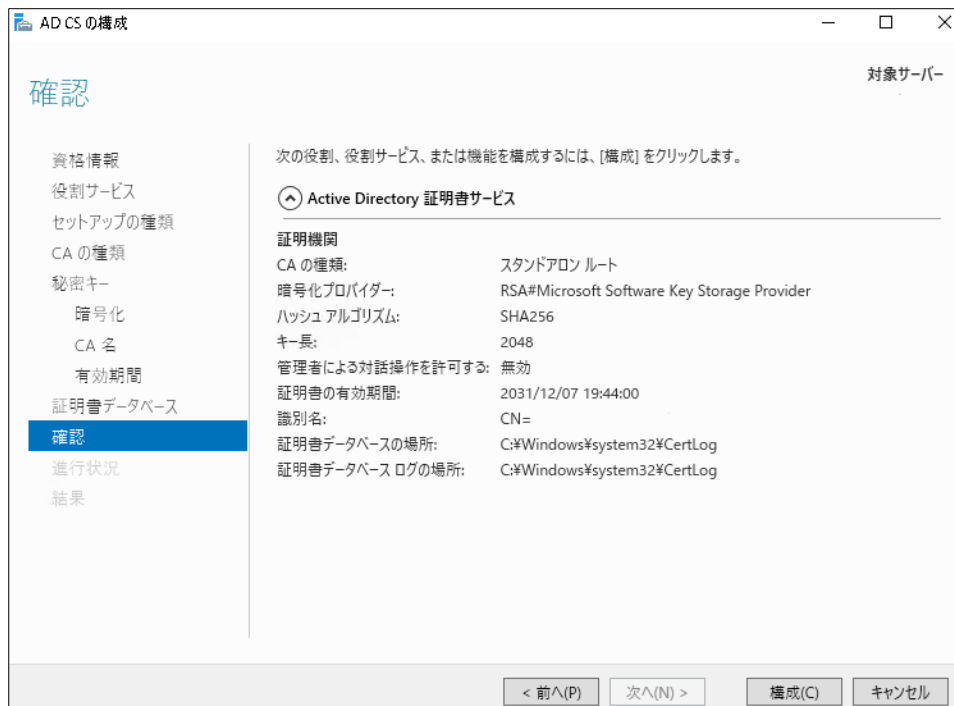 AD CS の構成
対象サーバー
確認
資格情報
役割サービス
セットアップの種類
CA の種類
秘密キー
暗号化
CA 名
有効期間
証明書データベース
確認
進行状況
結果
次の役割、役割サービス、または機能を構成するには、[構成] をクリックします。
Active Directory 証明書サービス
証明機関
CA の種類: スタンドアロン ルート
暗号化プロバイダー: RSA#Microsoft Software Key Storage Provider
ハッシュ アルゴリズム: SHA256
キー長: 2048
管理者による対話操作を許可する: 無効
証明書の有効期間: 2031/12/07 19:44:00
識別名: CN=
証明書データベースの場所: C:¥Windows¥system32¥CertLog
証明書データベース ログの場所: C:¥Windows¥system32¥CertLog
< 前へ(P) 次へ(N) > 構成(C) キャンセル